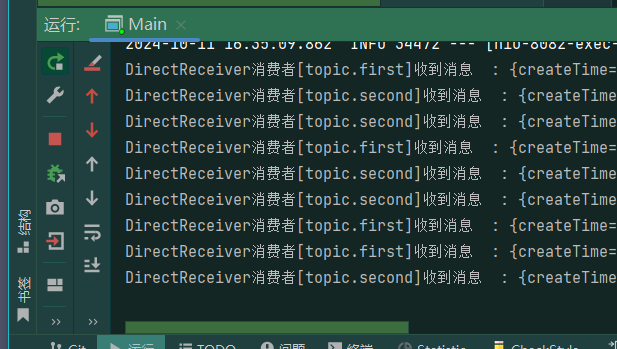 运行: Main
2024-10-11 16:35:09.862 INFO 34472 --- [nio-8082-exec-
DirectReceiver消费者[topic.first]收到消息 : {createTime=
DirectReceiver消费者[topic.second]收到消息 : {createTime
DirectReceiver消费者[topic.second]收到消息 : {createTime
DirectReceiver消费者[topic.first]收到消息 : {createTime=
DirectReceiver消费者[topic.second]收到消息 : {createTime
DirectReceiver消费者[topic.second]收到消息 : {createTime
DirectReceiver消费者[topic.first]收到消息 : {createTime=
DirectReceiver消费者[topic.first]收到消息 : {createTime=
DirectReceiver消费者[topic.second]收到消息 : {createTime
结构
书签
Git 运行 TODO 问题 终端 Statistic CheckStyle